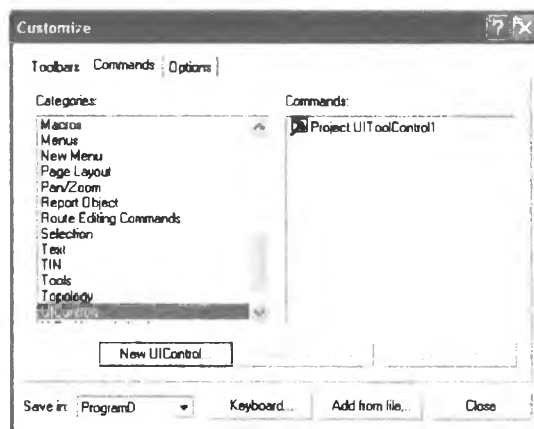 Customize
Toolbars Commands Options
Categories: Commands:
Macros
Menus
New Menu
Page Layout
Pan/Zoom
Report Object
Route Editing Commands
Selection
Text
TIN
Tools
Topology
UIControls
Project.UIToolControl1
New UIControl...
Save in: ProgramD Keyboard... Add from file... Close